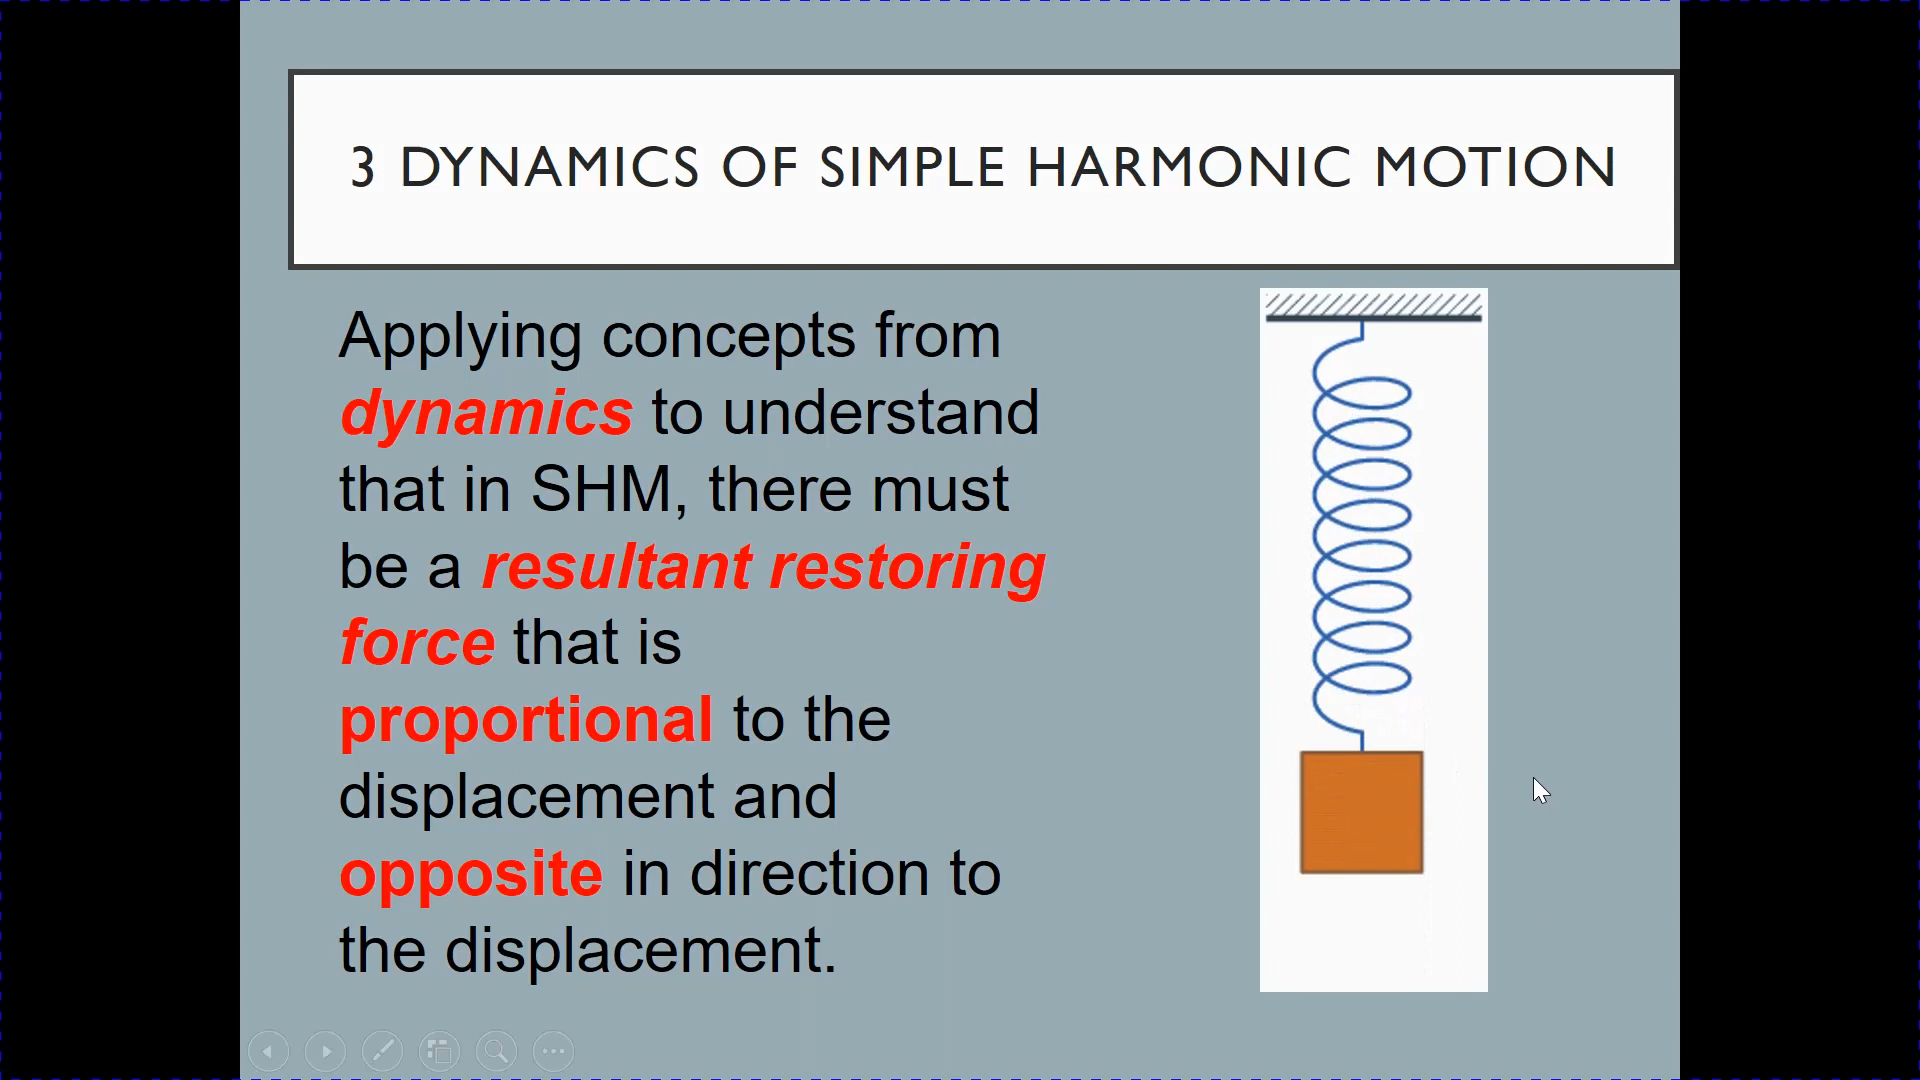 3 DYNAMICS OF SIMPLE HARMONIC MOTION
Applying concepts from
dynamics to understand
that in SHM, there must
be a resultant restoring
force that is
proportional to the
displacement and
opposite in direction to
the displacement.